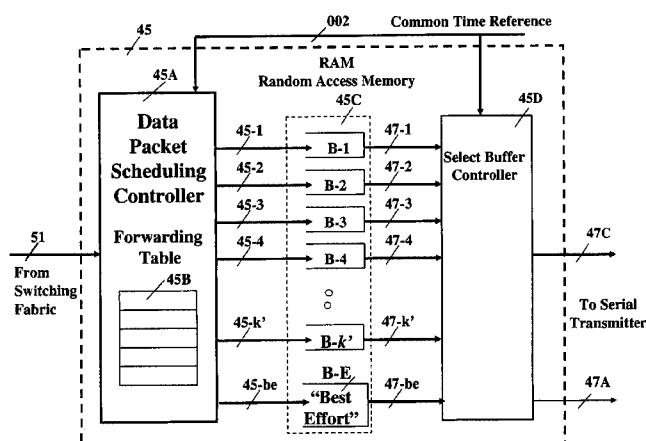 002
Common Time Reference
45
RAM
Random Access Memory
45A
45C
45D
Data
Packet
Scheduling
Controller
Forwarding
Table
45B
45-1
B-1
47-1
45-2
B-2
47-2
45-3
B-3
47-3
45-4
B-4
47-4
45-k'
B-k'
47-k'
45-be
B-E
"Best
Effort"
47-be
Select Buffer
Controller
51
From
Switching
Fabric
47C
To Serial
Transmitter
47A